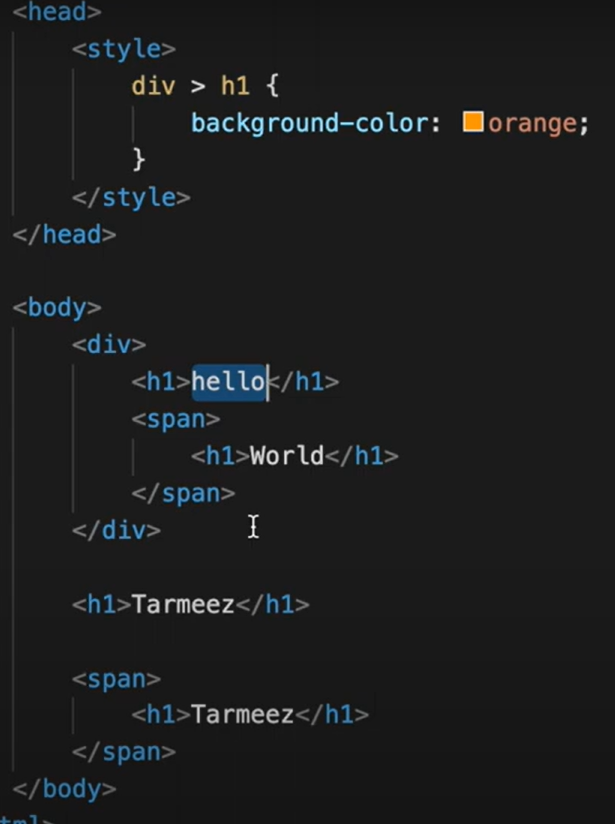 <head>
<style>
div > h1 {
background-color: orange;
}
</style>
</head>
<body>
<div>
<h1>hello</h1>
<span>
<h1>World</h1>
</span>
</div>
<h1>Tarmeez</h1>
<span>
<h1>Tarmeez</h1>
</span>
</body>